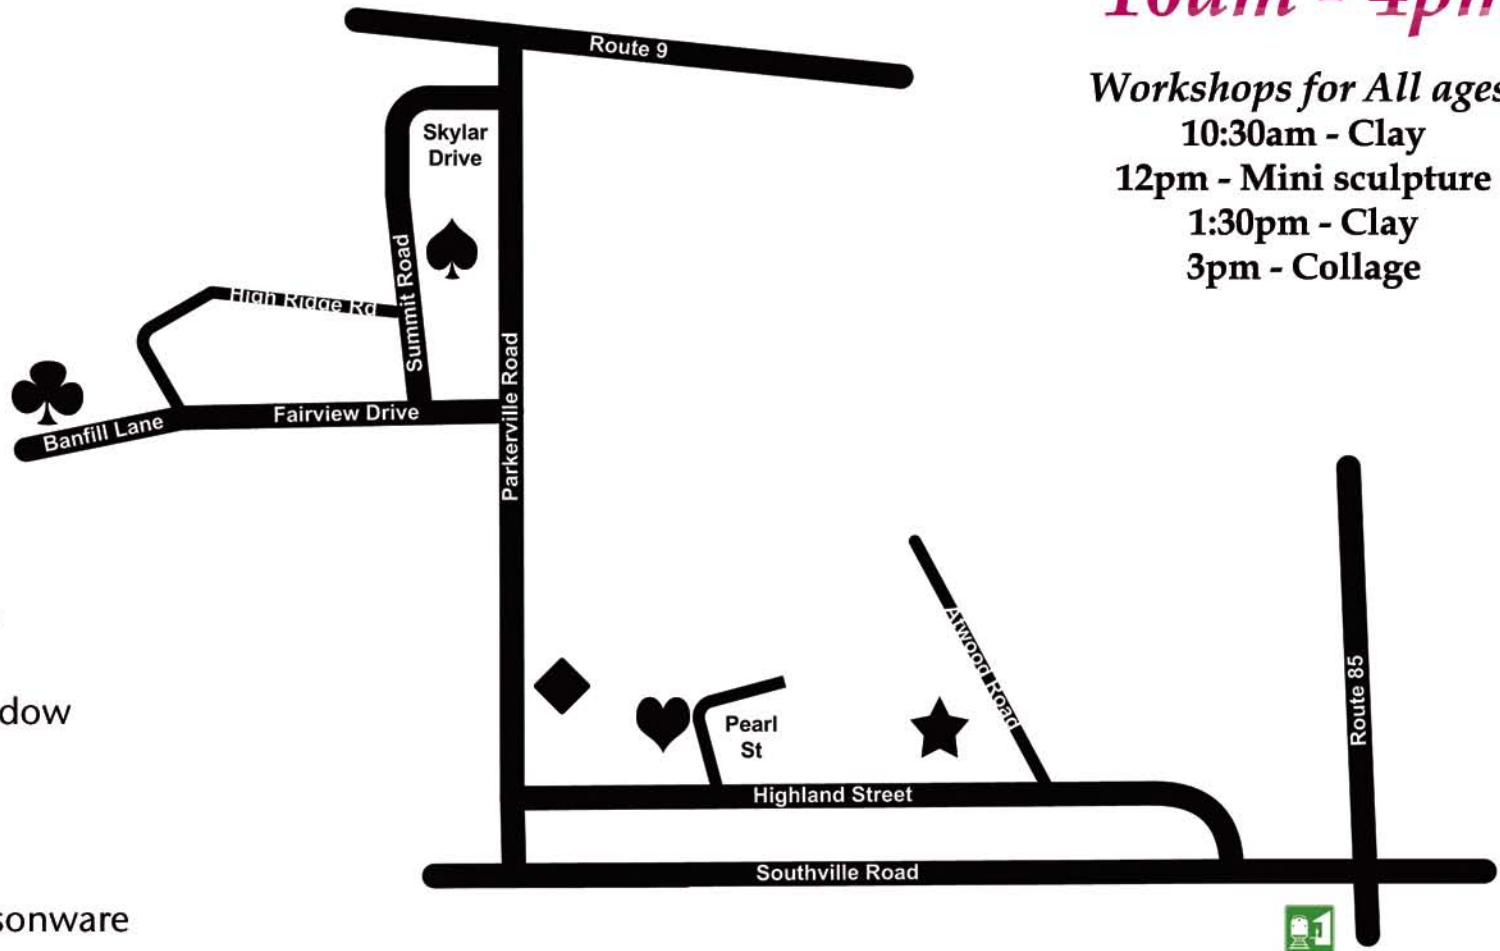 10am - 4pm
Workshops for All ages
10:30am - Clay
12pm - Mini sculpture
1:30pm - Clay
3pm - Collage
Route 9
Skylar
Drive
Summit Road
High Ridge Rd
Parkerville Road
Fairview Drive
Banfill Lane
Atwood Road
Route 85
dow
Pearl
St
Highland Street
Southville Road
sonware